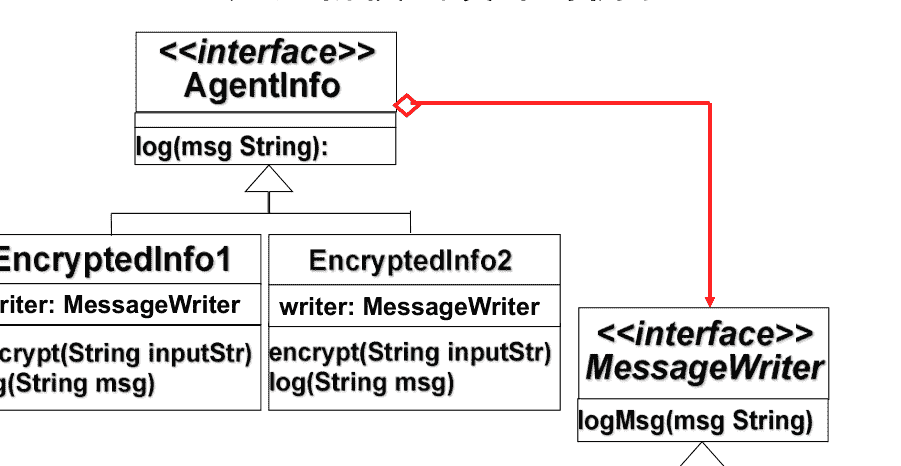 <<interface>>
AgentInfo
log(msg String):
EncryptedInfo1
riter: MessageWriter
crypt(String inputStr)
g(String msg)
EncryptedInfo2
writer: MessageWriter
encrypt(String inputStr)
log(String msg)
<<interface>>
MessageWriter
logMsg(msg String)